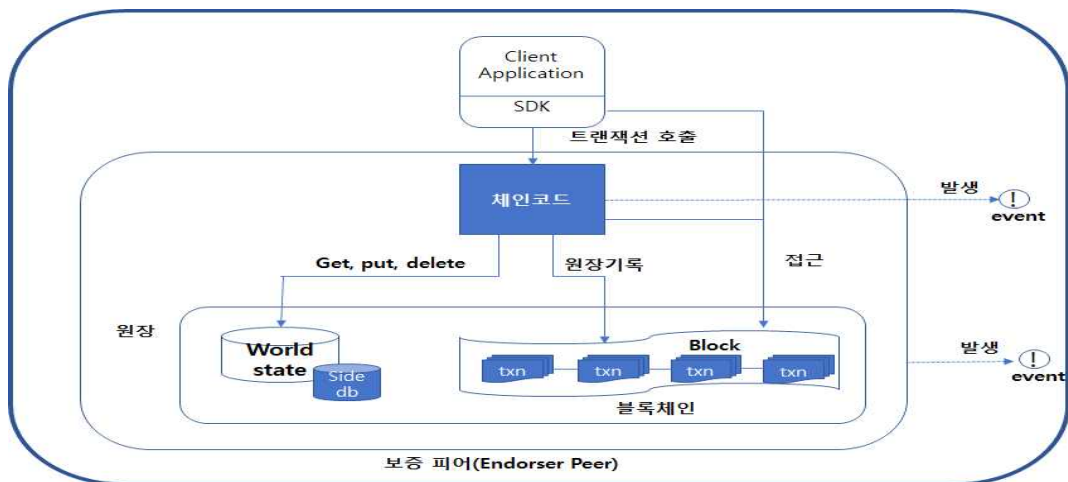 Client
Application
SDK
트랜잭션 호출
체인코드
발생
!
event
Get, put, delete
원장기록
접근
원장
World
state
Side
db
Block
txn
txn
txn
txn
블록체인
발생
!
event
보증 피어(Endorser Peer)